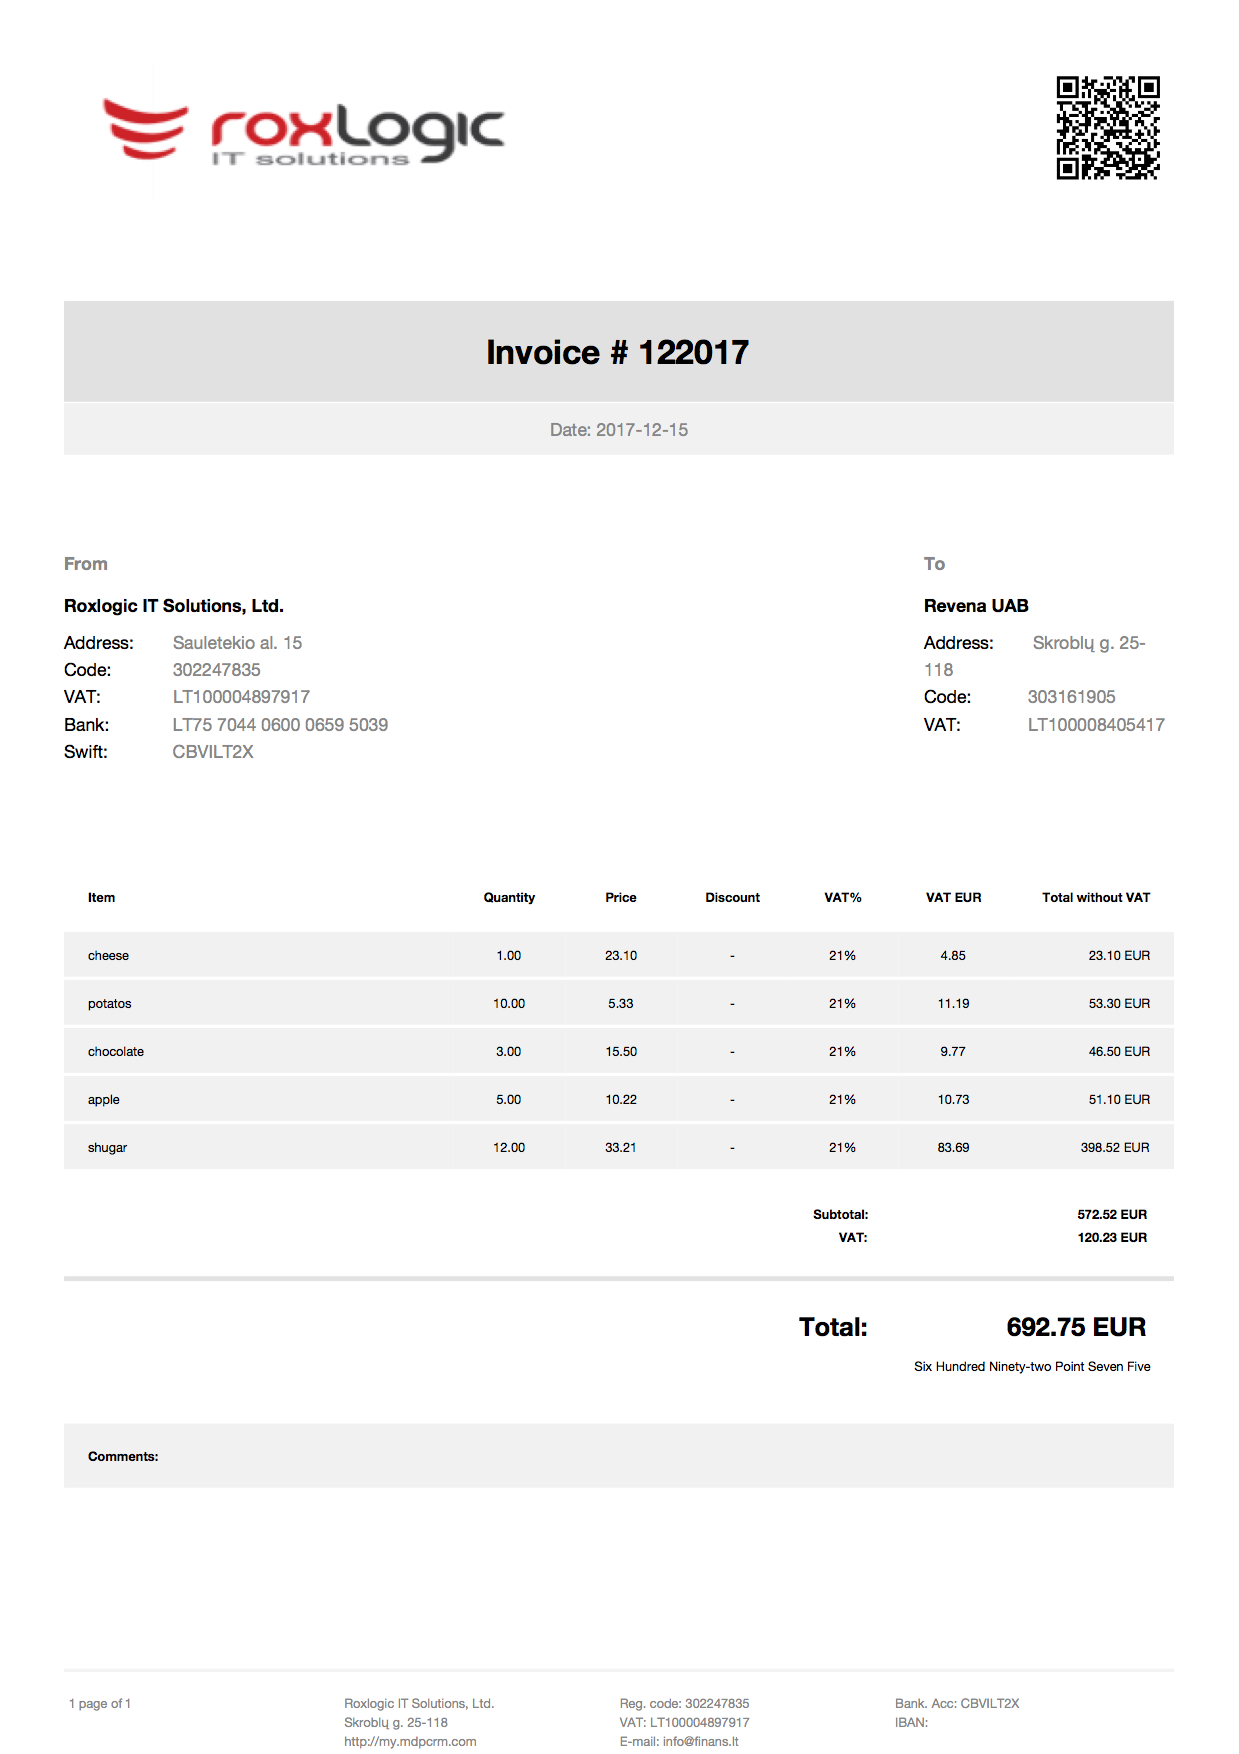 roxLogic
IT solutions
Invoice # 122017
Date: 2017-12-15
From
Roxlogic IT Solutions, Ltd.
Address: Sauletekio al. 15
Code: 302247835
VAT: LT100004897917
Bank: LT75 7044 0600 0659 5039
Swift: CBVILT2X
To
Revena UAB
Address: Skroblų g. 25-
118
Code: 303161905
VAT: LT100008405417
Item Quantity Price Discount VAT% VAT EUR Total without VAT
cheese 1.00 23.10 - 21% 4.85 23.10 EUR
potatos 10.00 5.33 - 21% 11.19 53.30 EUR
chocolate 3.00 15.50 - 21% 9.77 46.50 EUR
apple 5.00 10.22 - 21% 10.73 51.10 EUR
shugar 12.00 33.21 - 21% 83.69 398.52 EUR
Subtotal: 572.52 EUR
VAT: 120.23 EUR
Total: 692.75 EUR
Six Hundred Ninety-two Point Seven Five
Comments:
1 page of 1
Roxlogic IT Solutions, Ltd.
Skroblų g. 25-118
http://my.mdpcrm.com
Reg. code: 302247835
VAT: LT100004897917
E-mail: info@finans.lt
Bank. Acc: CBVILT2X
IBAN: